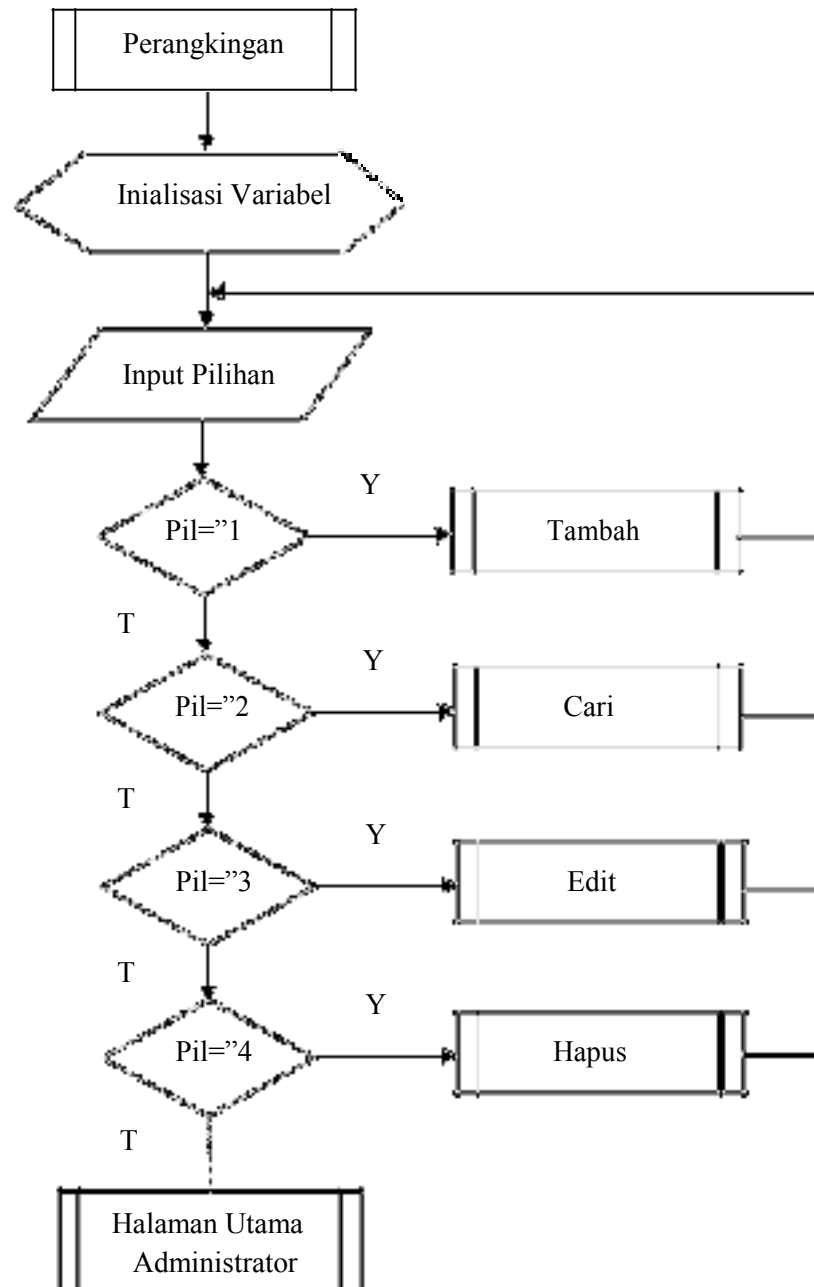 Perangkingan
Inialisasi Variabel
Input Pilihan
Y
Pil=”1
Tambah
T
Y
Pil=”2
Cari
T
Y
Pil=”3
Edit
T
Y
Pil=”4
Hapus
T
Halaman Utama
Administrator